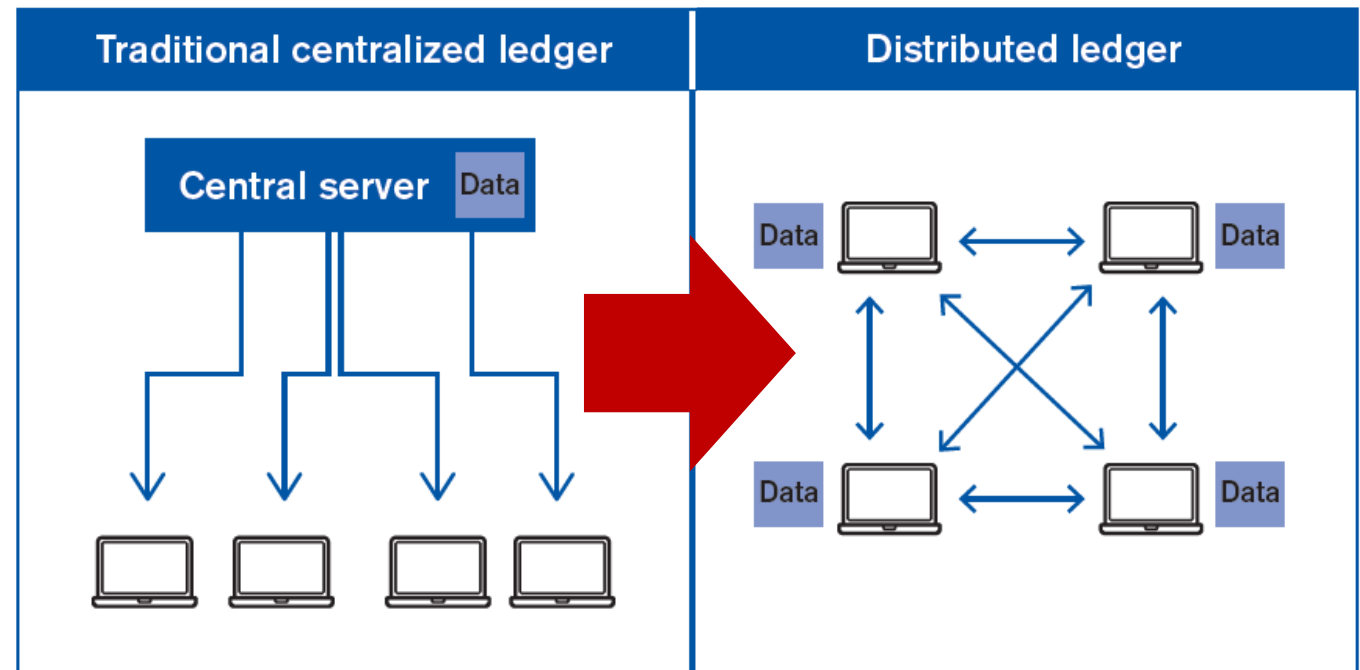 Traditional centralized ledger
Distributed ledger
Central server
Data
Data
Data
Data
Data